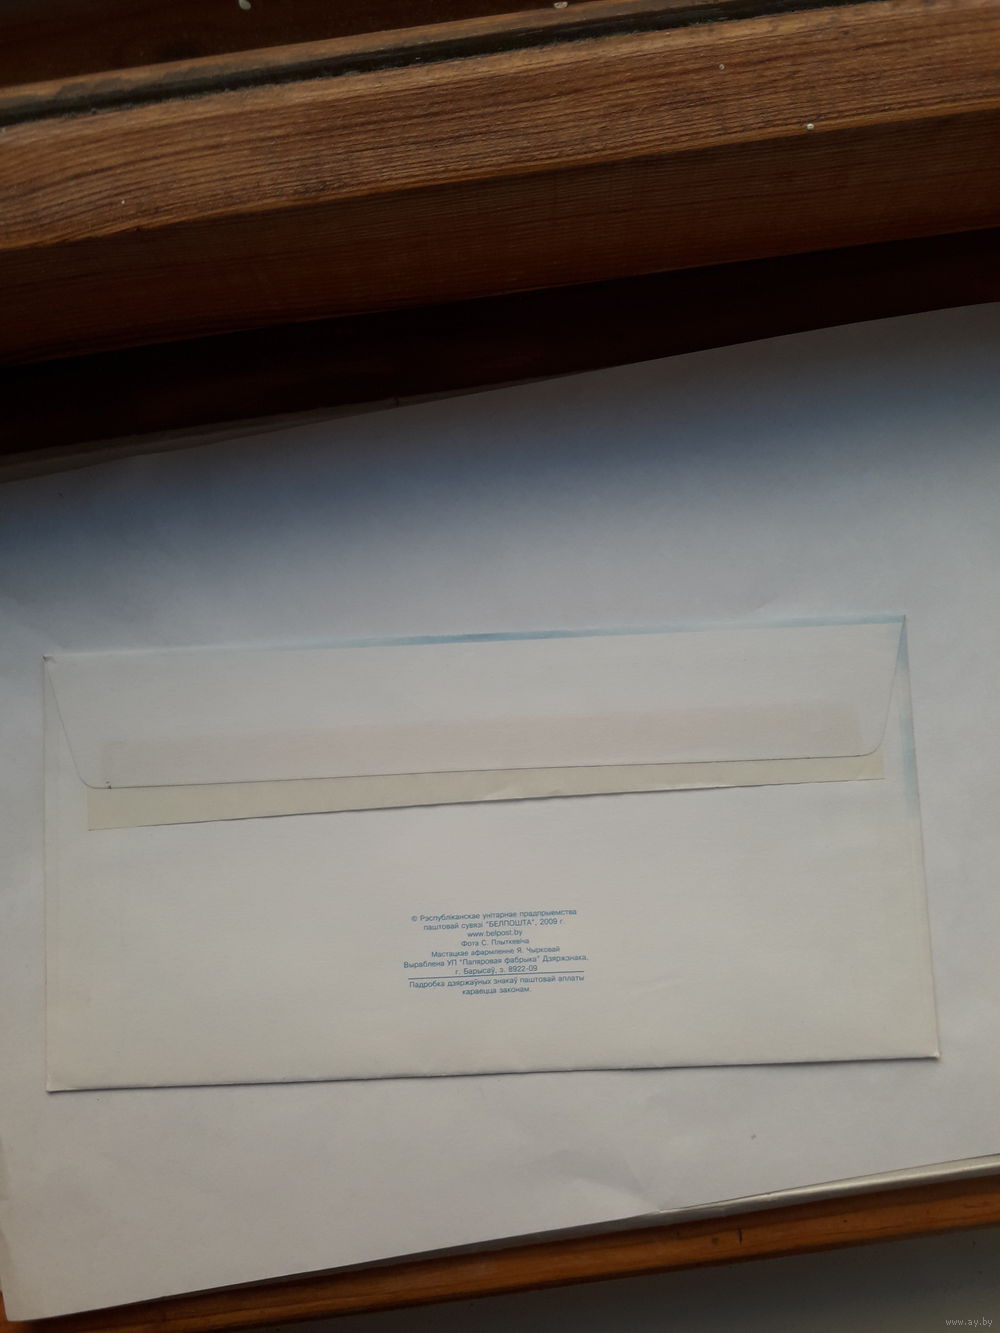 © Рэспубліканскае унітарнае прадпрыемства
паштовай сувязі "БЕЛПОШТА", 2009 г.
www.belpost.by
Фота С. Плыткевіча
Мастацкае афармленне Я. Чырковай
Выраблена УП "Папяровая фабрыка" Дзяржзнака,
г. Барысаў, з. 8922-09
Падробка дзяржаўных знакаў паштовай аплаты
караецца законам.
www.ay.by